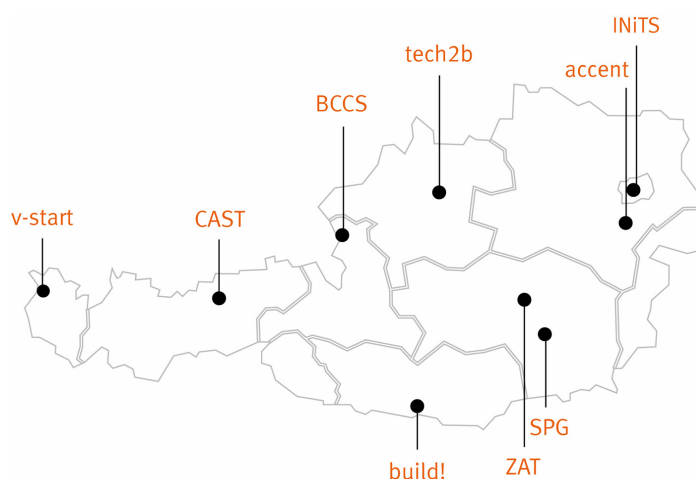 INiTS
tech2b
accent
BCCS
v-start
CAST
SPG
ZAT
build!